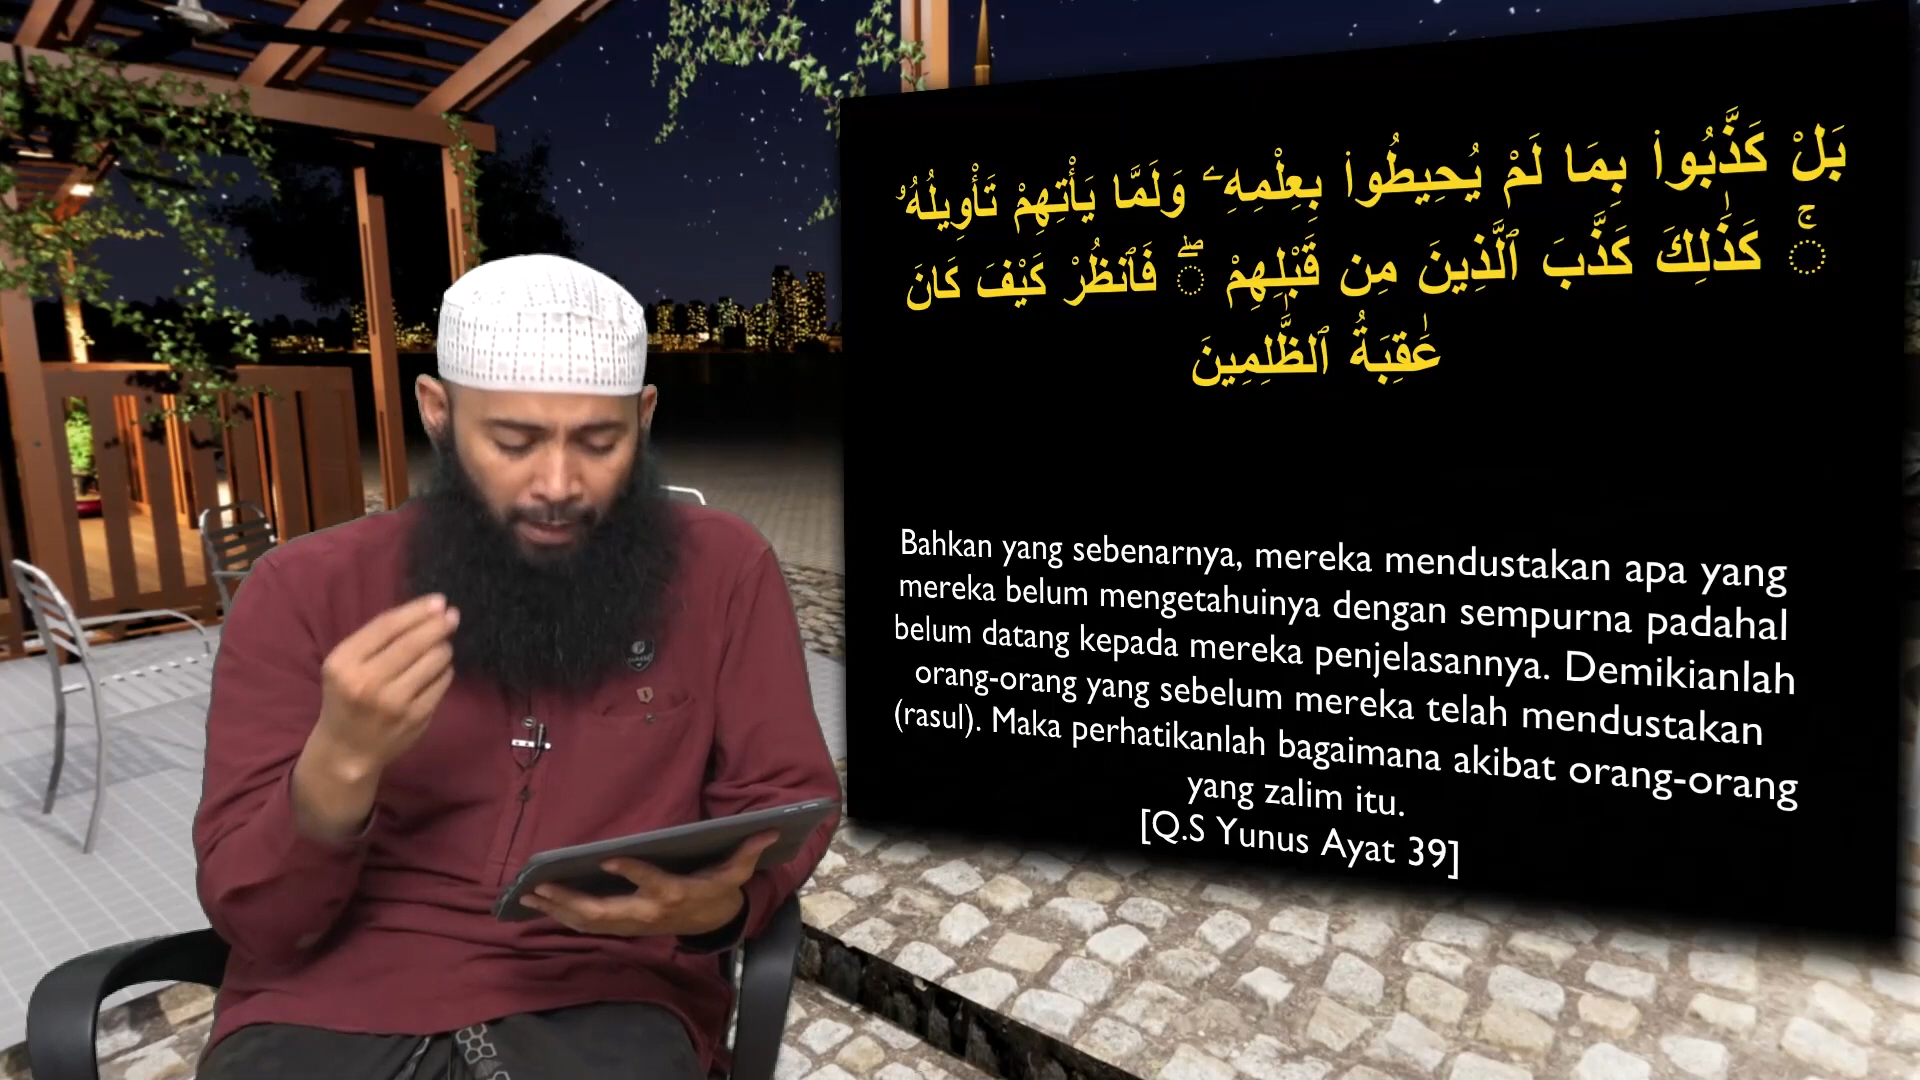 بَلْ كَذَّبُوا۟ بِمَا لَمْ يُحِيطُوا۟ بِعِلْمِهِۦ وَلَمَّا يَأْتِهِمْ تَأْوِيلُهُۥ
ۚ كَذَٰلِكَ كَذَّبَ ٱلَّذِينَ مِن قَبْلِهِمْ ۖ فَٱنظُرْ كَيْفَ كَانَ
عَٰقِبَةُ ٱلظَّٰلِمِينَ
Bahkan yang sebenarnya, mereka mendustakan apa yang
mereka belum mengetahuinya dengan sempurna padahal
belum datang kepada mereka penjelasannya. Demikianlah
orang-orang yang sebelum mereka telah mendustakan
(rasul). Maka perhatikanlah bagaimana akibat orang-orang
yang zalim itu.
[Q.S Yunus Ayat 39]